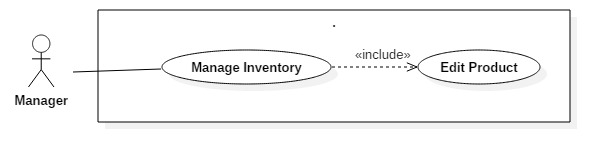 «include»
Manage Inventory
Edit Product
Manager